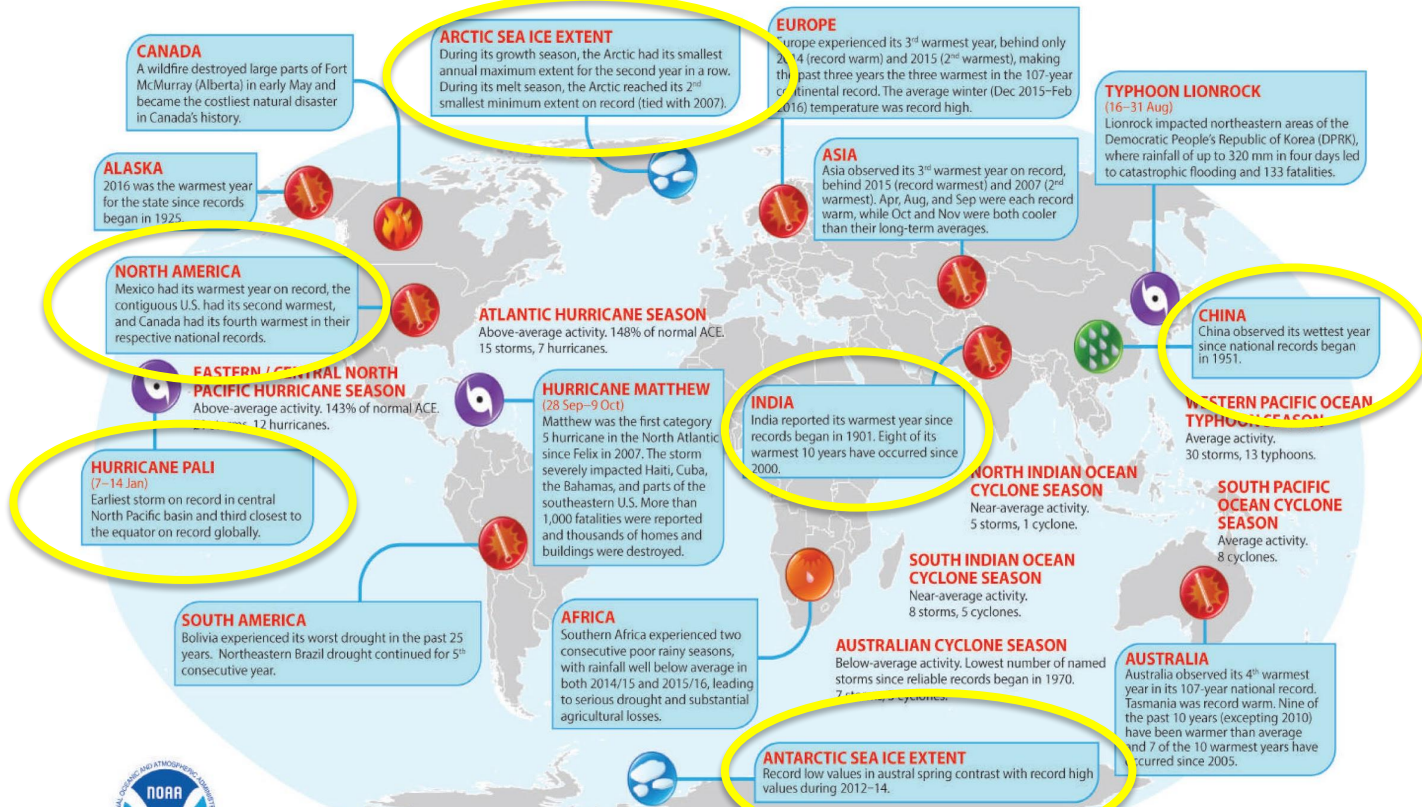 CANADA
A wildfire destroyed large parts of Fort
McMurray (Alberta) in early May and
became the costliest natural disaster
in Canada's history.
ARCTIC SEA ICE EXTENT
During its growth season, the Arctic had its smallest
annual maximum extent for the second year in a row.
During its melt season, the Arctic reached its 2nd
smallest minimum extent on record (tied with 2007).
EUROPE
Europe experienced its 3rd warmest year, behind only
2014 (record warm) and 2015 (2nd warmest), making
the past three years the three warmest in the 107-year
continental record. The average winter (Dec 2015–Feb
2016) temperature was record high.
TYPHOON LIONROCK
(16–31 Aug)
Lionrock impacted northeastern areas of the
Democratic People's Republic of Korea (DPRK),
where rainfall of up to 320 mm in four days led
to catastrophic flooding and 133 fatalities.
ALASKA
2016 was the warmest year
for the state since records
began in 1925.
ASIA
Asia observed its 3rd warmest year on record,
behind 2015 (record warmest) and 2007 (2nd
warmest). Apr, Aug, and Sep were each record
warm, while Oct and Nov were both cooler
than their long-term averages.
NORTH AMERICA
Mexico had its warmest year on record, the
contiguous U.S. had its second warmest,
and Canada had its fourth warmest in their
respective national records.
ATLANTIC HURRICANE SEASON
Above-average activity. 148% of normal ACE.
15 storms, 7 hurricanes.
CHINA
China observed its wettest year
since national records began
in 1951.
EASTERN / CENTRAL NORTH
PACIFIC HURRICANE SEASON
Above-average activity. 143% of normal ACE.
storms, 12 hurricanes.
HURRICANE MATTHEW
(28 Sep–9 Oct)
Matthew was the first category
5 hurricane in the North Atlantic
since Felix in 2007. The storm
severely impacted Haiti, Cuba,
the Bahamas, and parts of the
southeastern U.S. More than
1,000 fatalities were reported
and thousands of homes and
buildings were destroyed.
INDIA
India reported its warmest year since
records began in 1901. Eight of its
warmest 10 years have occurred since
2000.
WESTERN PACIFIC OCEAN
TYPHOON SEASON
Average activity.
30 storms, 13 typhoons.
HURRICANE PALI
(7–14 Jan)
Earliest storm on record in central
North Pacific basin and third closest to
the equator on record globally.
NORTH INDIAN OCEAN
CYCLONE SEASON
Near-average activity.
5 storms, 1 cyclone.
SOUTH PACIFIC
OCEAN CYCLONE
SEASON
Average activity.
8 cyclones.
SOUTH INDIAN OCEAN
CYCLONE SEASON
Near-average activity.
8 storms, 5 cyclones.
SOUTH AMERICA
Bolivia experienced its worst drought in the past 25
years. Northeastern Brazil drought continued for 5th
consecutive year.
AFRICA
Southern Africa experienced two
consecutive poor rainy seasons,
with rainfall well below average in
both 2014/15 and 2015/16, leading
to serious drought and substantial
agricultural losses.
AUSTRALIAN CYCLONE SEASON
Below-average activity. Lowest number of named
storms since reliable records began in 1970.
7 storms, 3 cyclones.
AUSTRALIA
Australia observed its 4th warmest
year in its 107-year national record.
Tasmania was record warm. Nine of
the past 10 years (excepting 2010)
have been warmer than average
and 7 of the 10 warmest years have
occurred since 2005.
ANTARCTIC SEA ICE EXTENT
Record low values in austral spring contrast with record high
values during 2012–14.
OCEANIC AND ATMOSPHERIC
NOAA